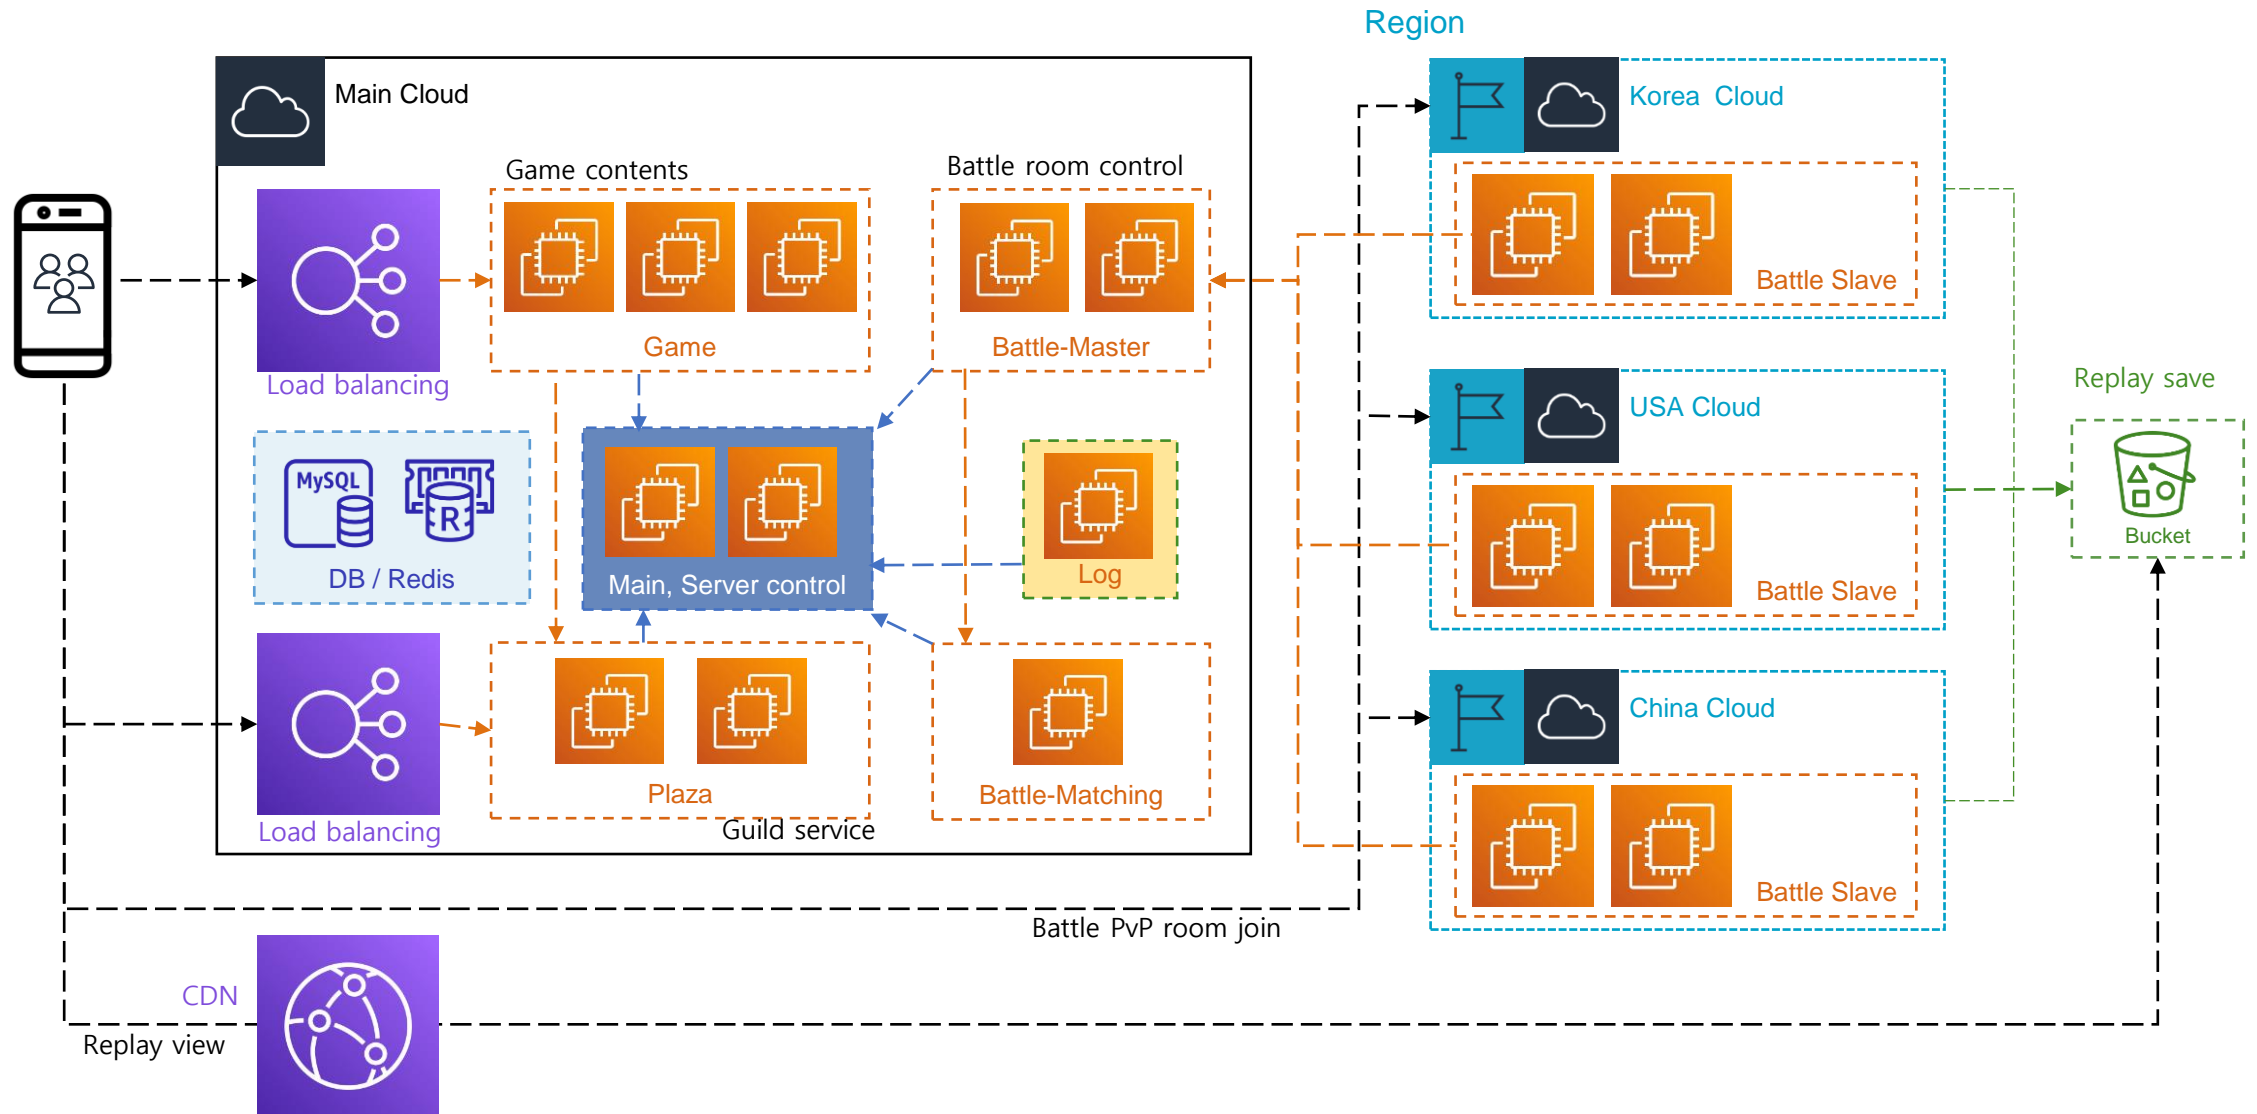 Region
Main Cloud
Korea Cloud
Game contents
Battle room control
Battle Slave
Game
Battle-Master
Load balancing
Replay save
USA Cloud
MySQL
R
Bucket
DB / Redis
Main, Server control
Log
Battle Slave
China Cloud
Plaza
Battle-Matching
Load balancing
Guild service
Battle Slave
Battle PvP room join
CDN
Replay view